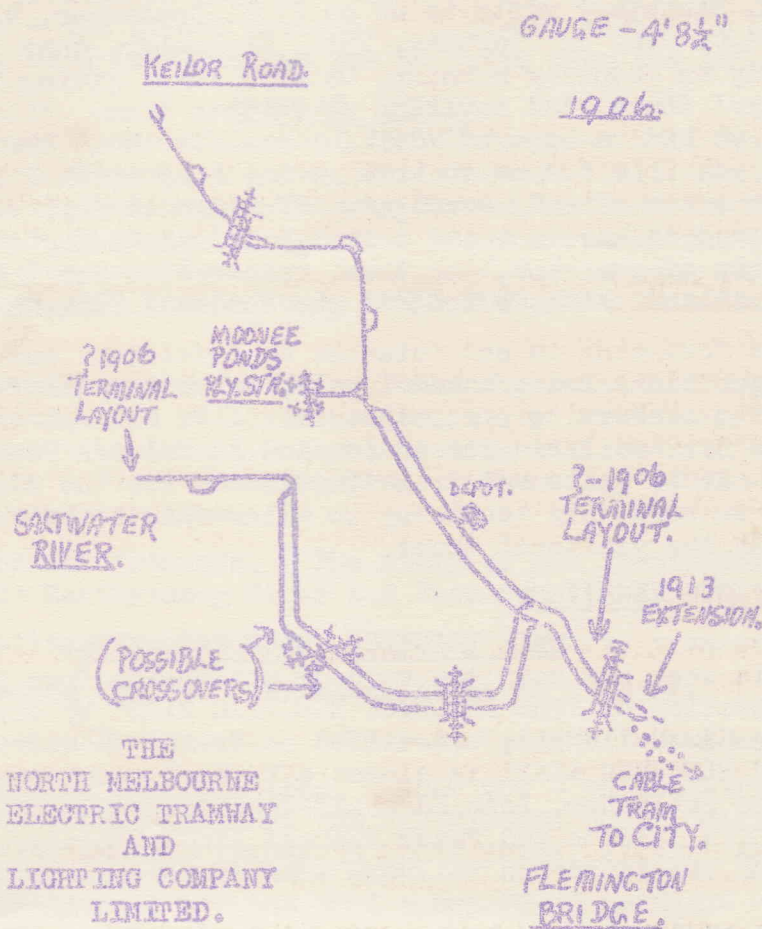 GAUGE - 4' 8½"
KEILOR ROAD.
1906.
MOONEE
PONDS
RLY. STN.
?1906
TERMINAL
LAYOUT
DEPOT.
?-1906
TERMINAL
LAYOUT.
SALTWATER
RIVER.
1913
EXTENSION.
(POSSIBLE
CROSSOVERS)
THE
NORTH MELBOURNE
ELECTRIC TRAMWAY
AND
LIGHTING COMPANY
LIMITED.
CABLE
TRAM
TO CITY.
FLEMINGTON
BRIDGE.